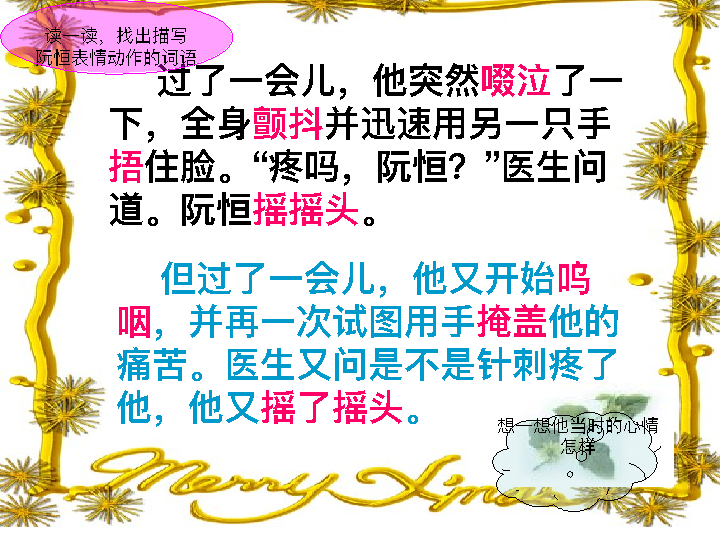 读一读，找出描写
阮恒表情动作的词语
过了一会儿，他突然啜泣了一
下，全身颤抖并迅速用另一只手
捂住脸。“疼吗，阮恒？”医生问
道。阮恒摇摇头。
但过了一会儿，他又开始呜
咽，并再一次试图用手掩盖他的
痛苦。医生又问是不是针刺疼了
他，他又摇了摇头。
想一想他当时的心情
怎样
。
Merry Xmas